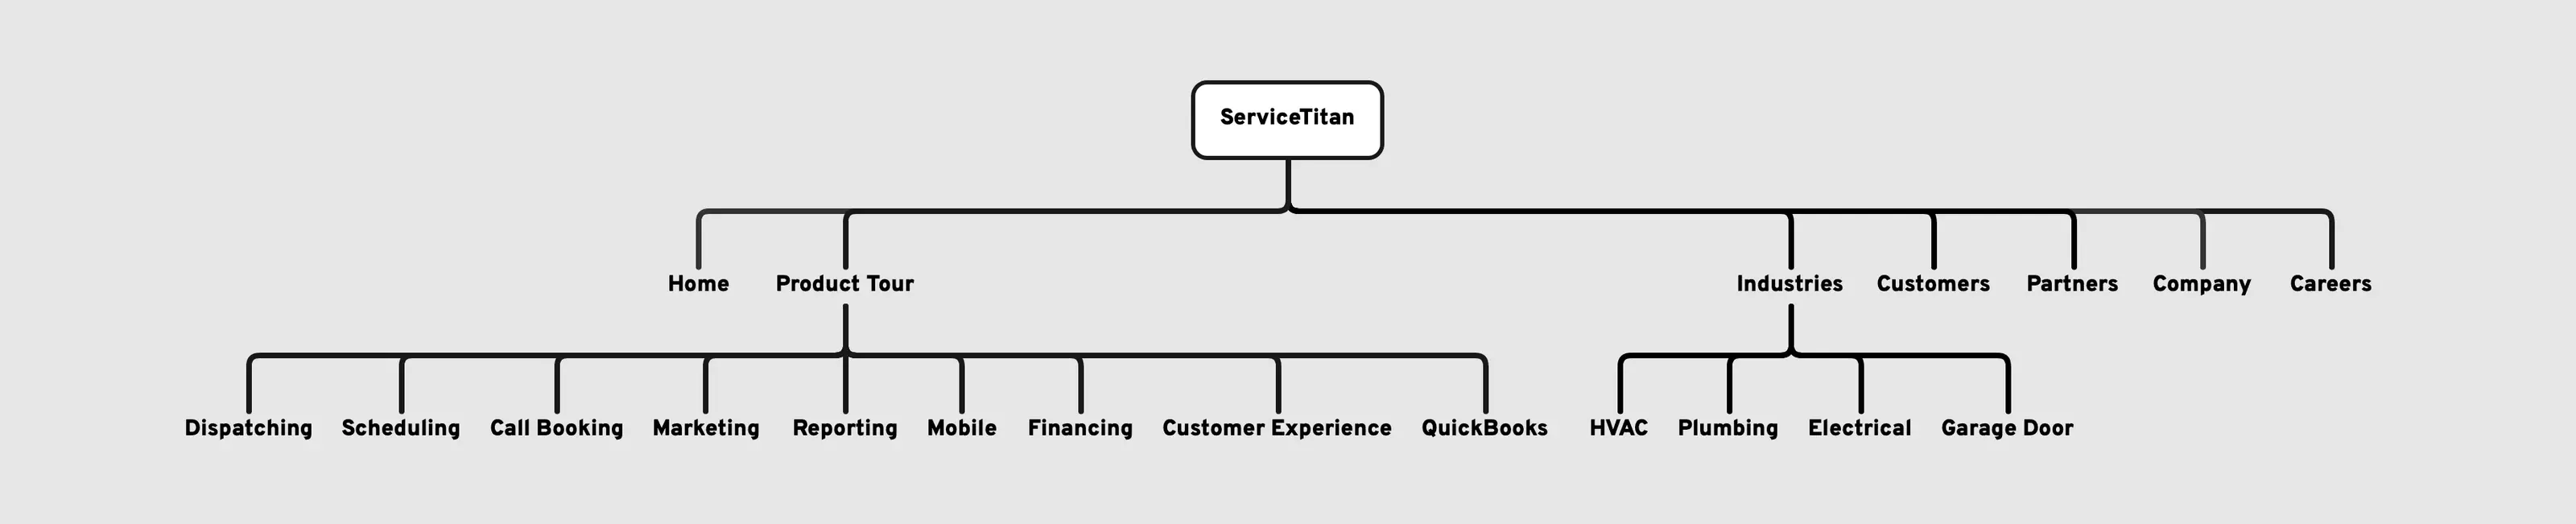 ServiceTitan
Home
Product Tour
Industries
Customers
Partners
Company
Careers
Dispatching
Scheduling
Call Booking
Marketing
Reporting
Mobile
Financing
Customer Experience
QuickBooks
HVAC
Plumbing
Electrical
Garage Door